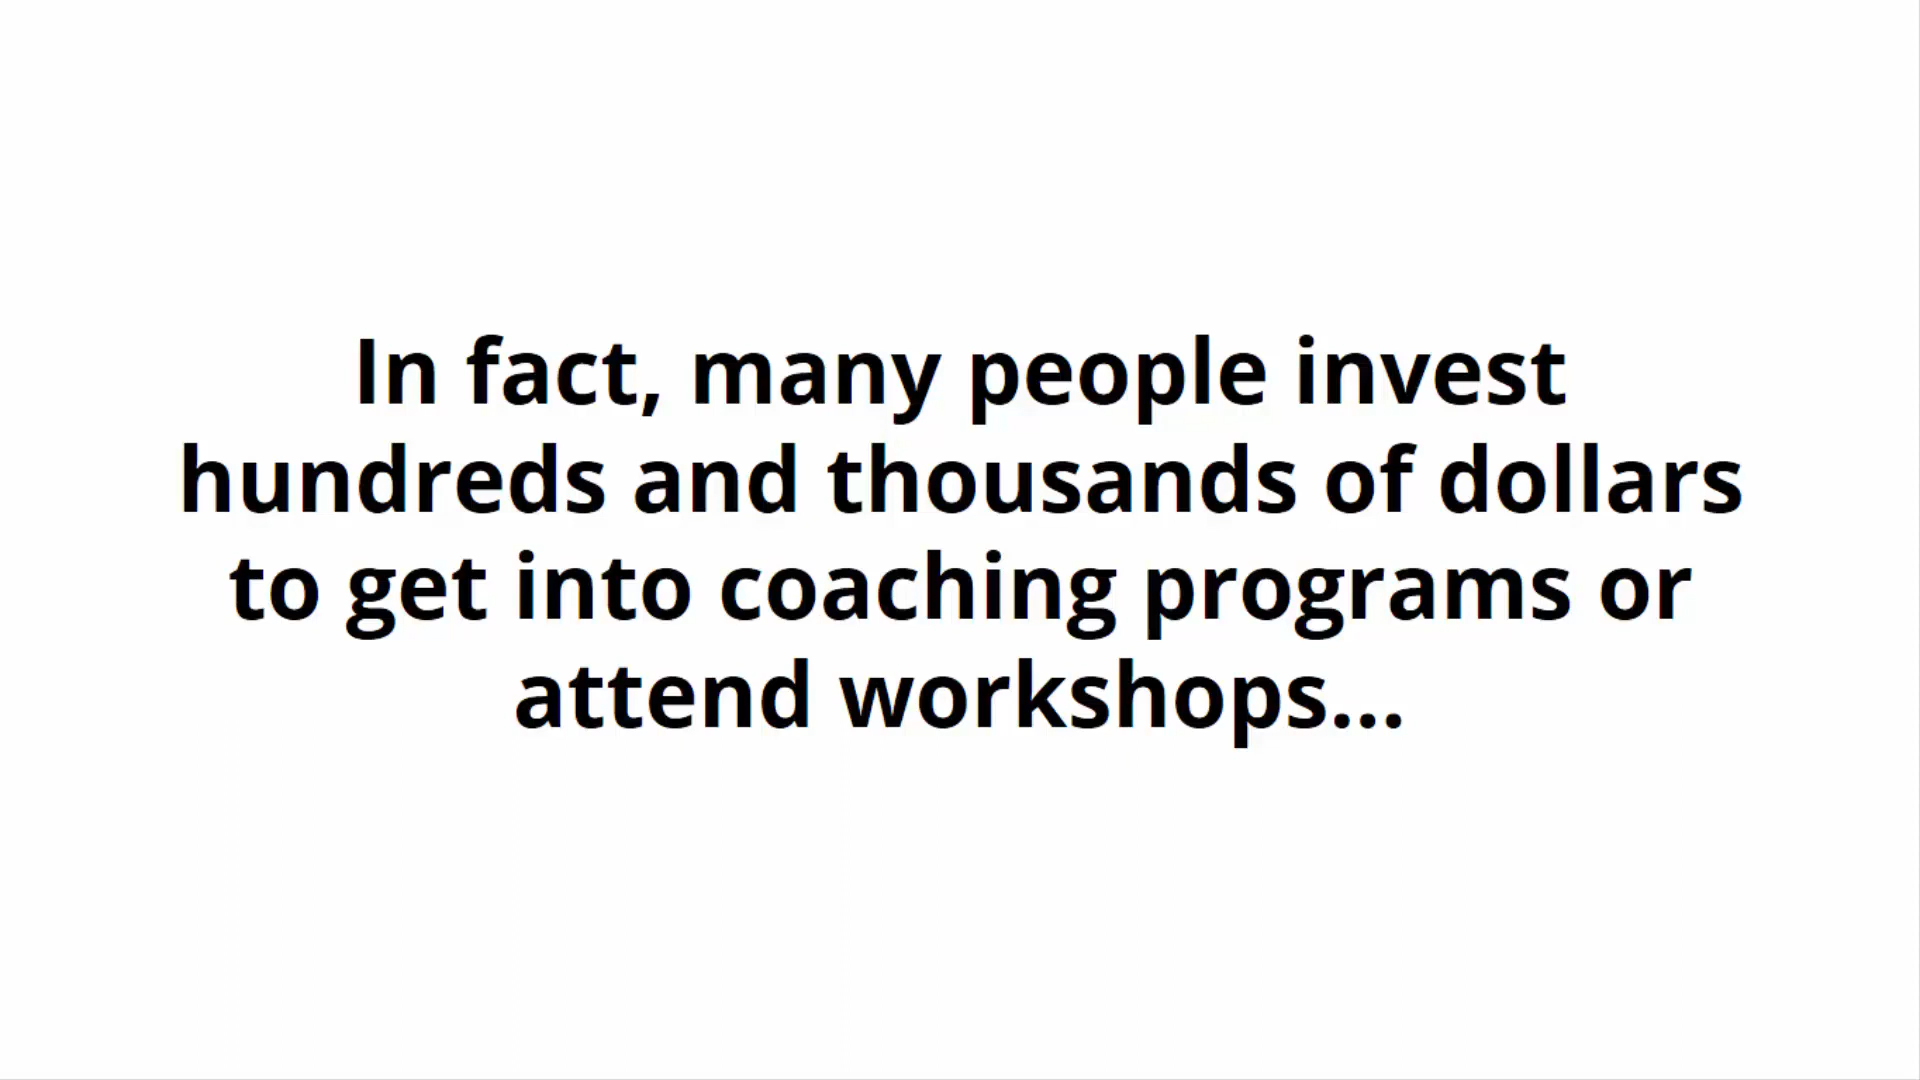 In fact, many people invest
hundreds and thousands of dollars
to get into coaching programs or
attend workshops...